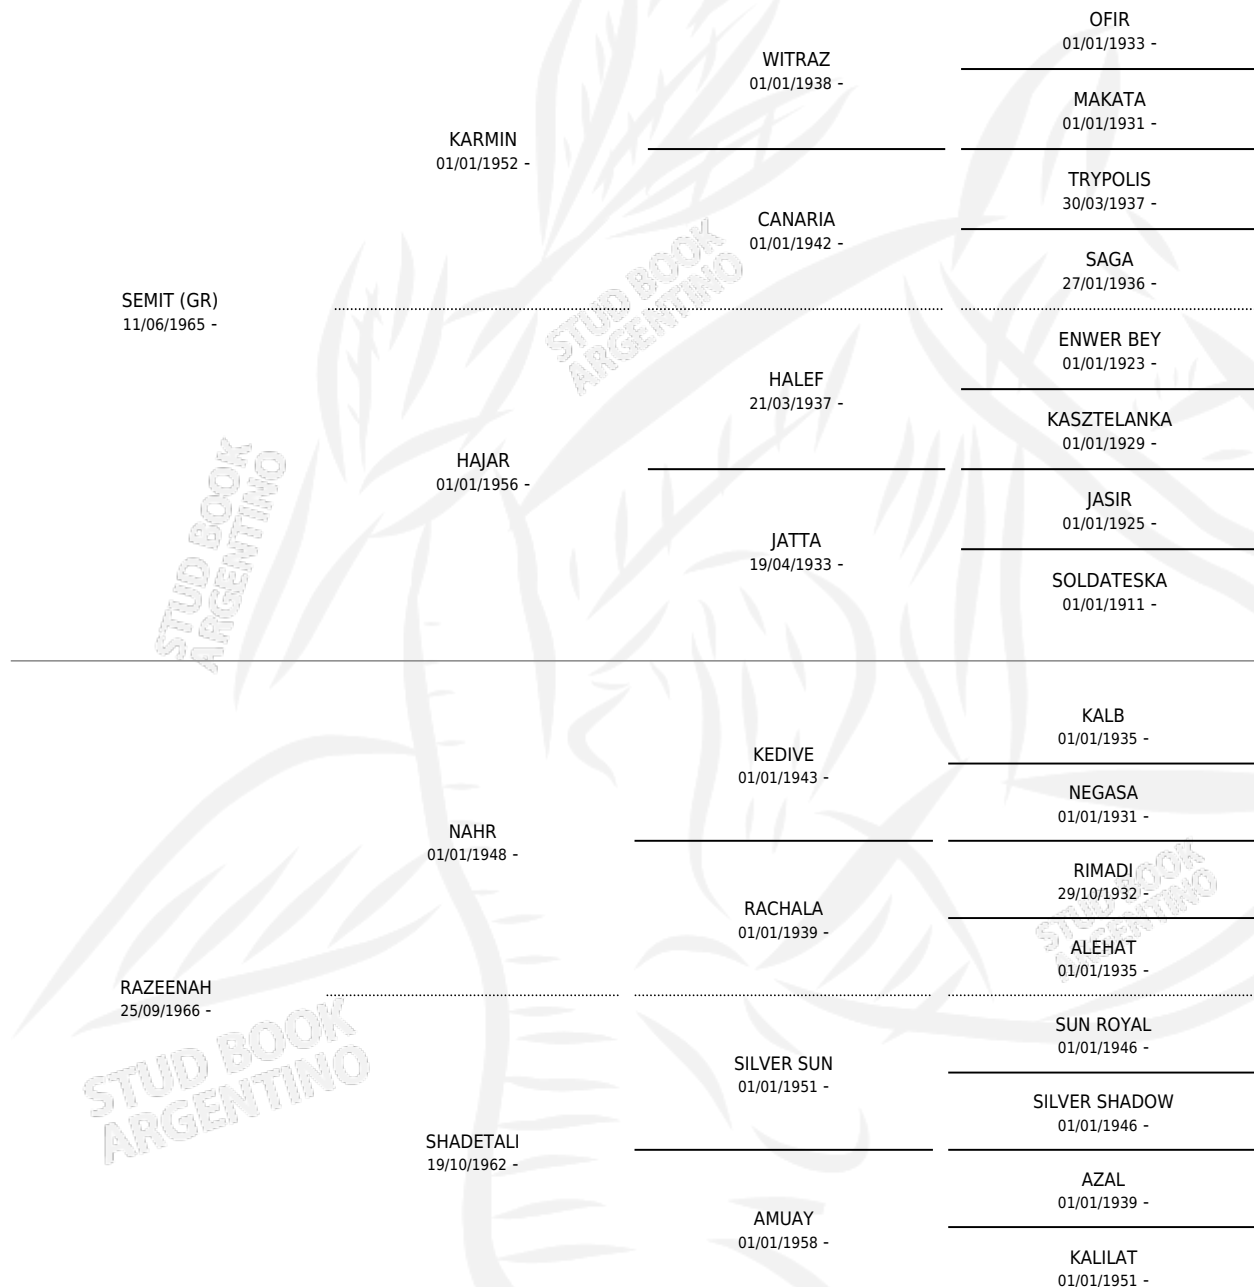 OFIR
01/01/1933 -
WITRAZ
01/01/1938 -
MAKATA
01/01/1931 -
KARMIN
01/01/1952 -
TRYPOLIS
30/03/1937 -
CANARIA
01/01/1942 -
SAGA
27/01/1936 -
SEMIT (GR)
11/06/1965 -
ENWER BEY
01/01/1923 -
HALEF
21/03/1937 -
KASZTELANKA
01/01/1929 -
HAJAR
01/01/1956 -
JASIR
01/01/1925 -
JATTA
19/04/1933 -
SOLDATESKA
01/01/1911 -
KALB
01/01/1935 -
KEDIVE
01/01/1943 -
NEGASA
01/01/1931 -
NAHR
01/01/1948 -
RIMADI
29/10/1932 -
RACHALA
01/01/1939 -
ALEHAT
01/01/1935 -
RAZEENAH
25/09/1966 -
SUN ROYAL
01/01/1946 -
SILVER SUN
01/01/1951 -
SILVER SHADOW
01/01/1946 -
SHADETALI
19/10/1962 -
AZAL
01/01/1939 -
AMUAY
01/01/1958 -
KALILAT
01/01/1951 -
STUD BOOK
ARGENTINO
STUD BOOK
ARGENTINO
STUD BOOK
ARGENTINO
STUD BOOK
ARGENTINO